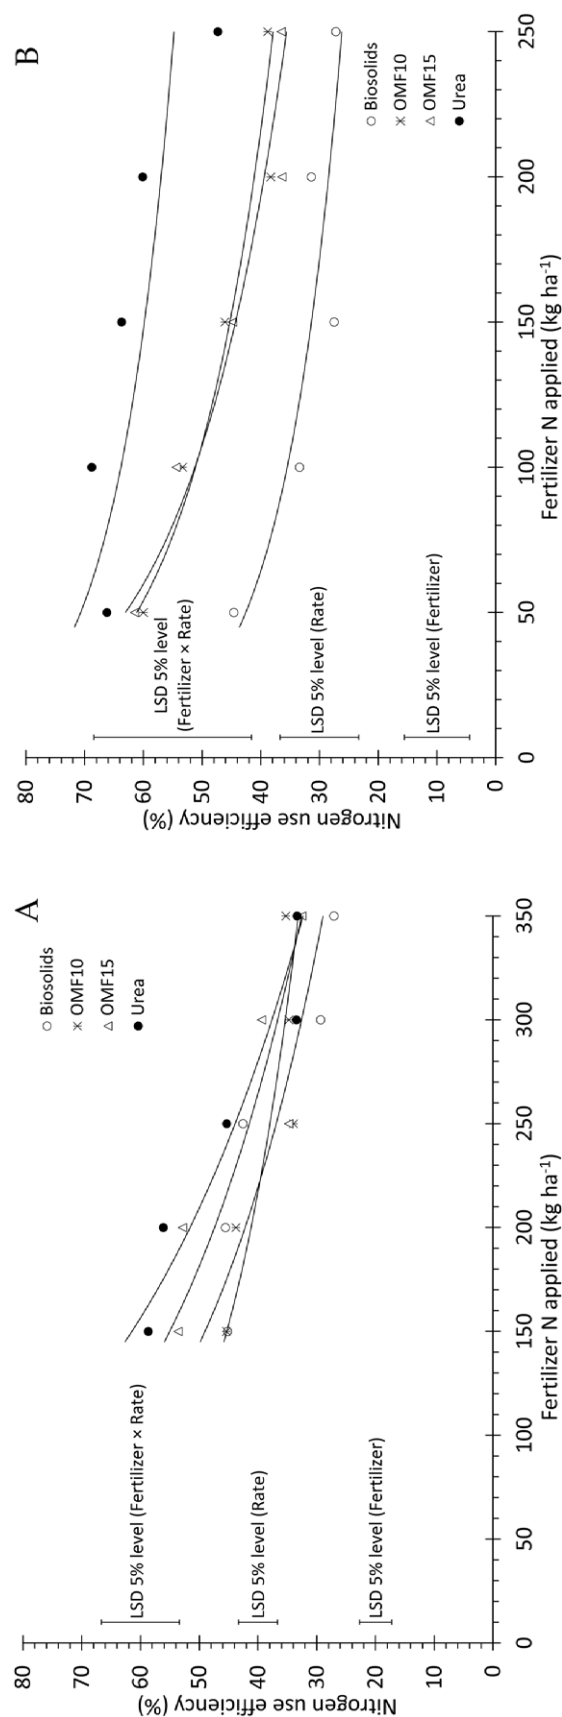 A
Nitrogen use efficiency (%)
80
70
60
50
40
30
20
10
0
LSD 5% level (Fertilizer × Rate)
LSD 5% level (Rate)
LSD 5% level (Fertilizer)
Biosolids
OMF10
OMF15
Urea
0 50 100 150 200 250 300 350
Fertilizer N applied (kg ha⁻¹)
B
Nitrogen use efficiency (%)
80
70
60
50
40
30
20
10
0
LSD 5% level
(Fertilizer × Rate)
LSD 5% level (Rate)
LSD 5% level (Fertilizer)
Biosolids
OMF10
OMF15
Urea
0 50 100 150 200 250
Fertilizer N applied (kg ha⁻¹)